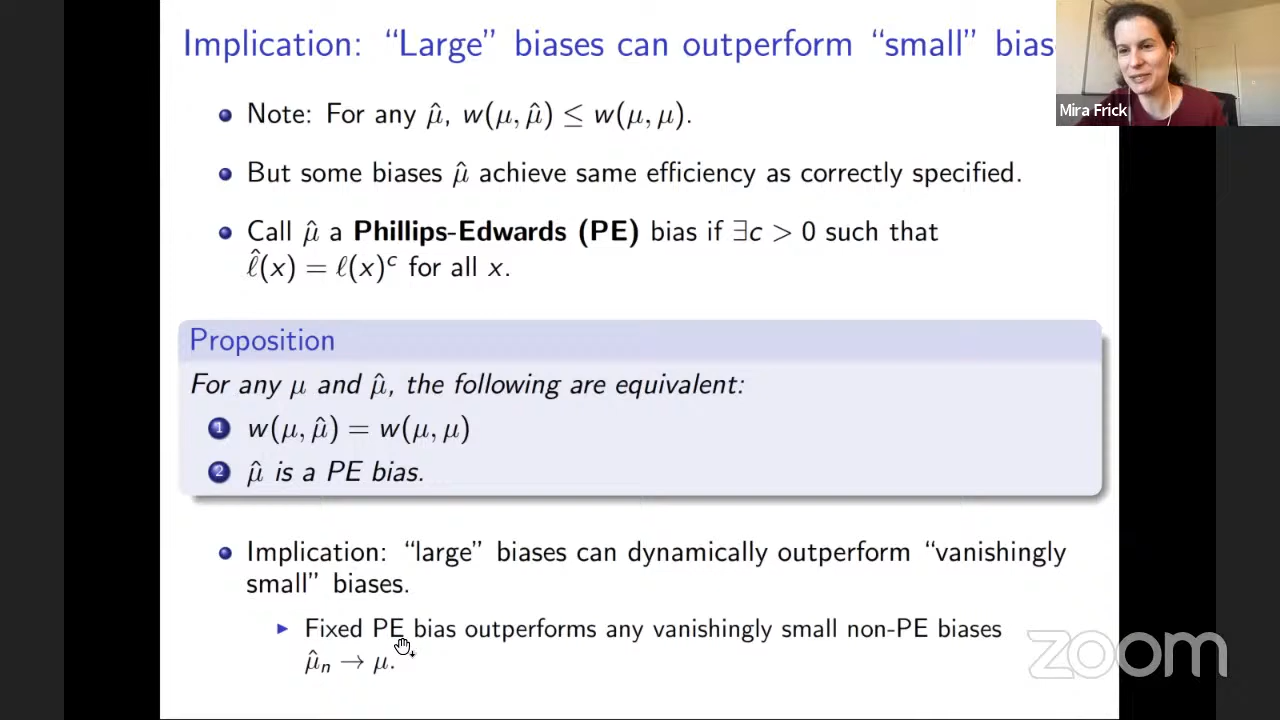 Implication: “Large” biases can outperform “small” bias
Mira Frick
Note: For any μ̂, w(μ, μ̂) ≤ w(μ, μ).
But some biases μ̂ achieve same efficiency as correctly specified.
Call μ̂ a Phillips-Edwards (PE) bias if ∃c > 0 such that
ℓ̂(x) = ℓ(x)ᶜ for all x.
Proposition
For any μ and μ̂, the following are equivalent:
1 w(μ, μ̂) = w(μ, μ)
2 μ̂ is a PE bias.
Implication: “large” biases can dynamically outperform “vanishingly
small” biases.
Fixed PE bias outperforms any vanishingly small non-PE biases
μ̂ₙ → μ.
zoom